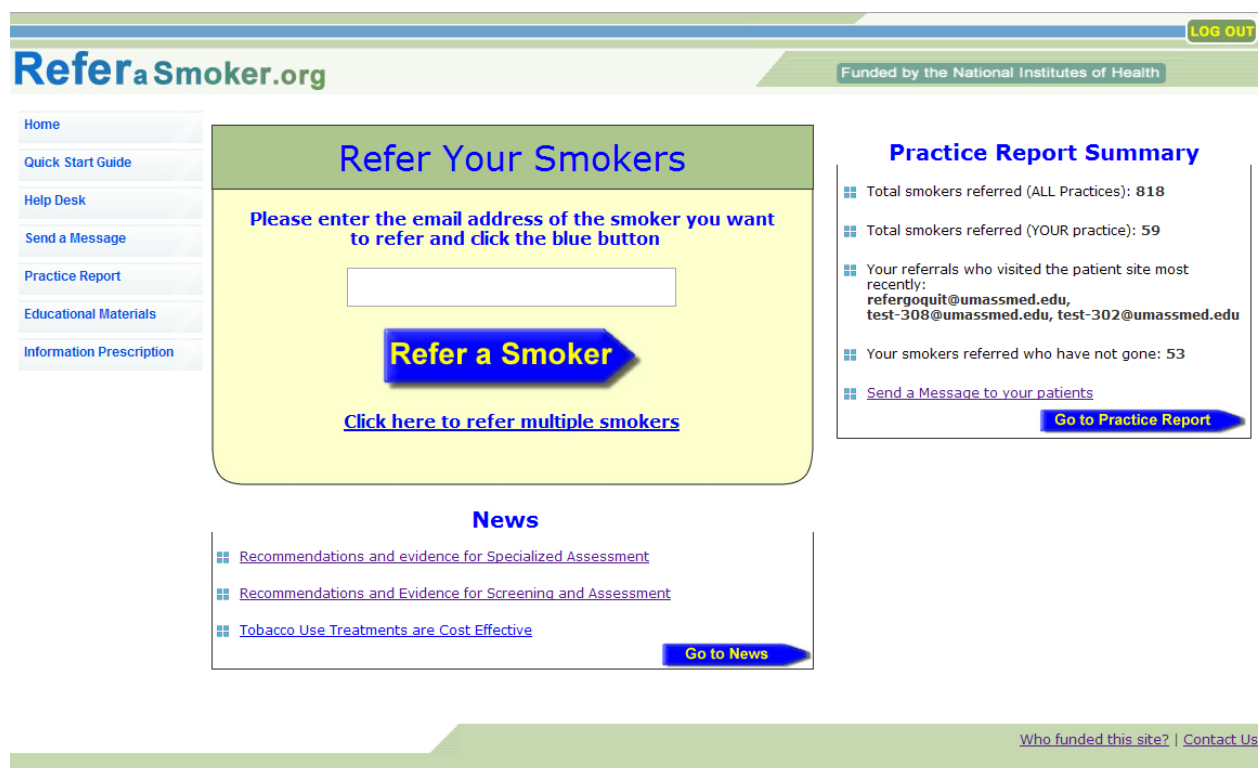 LOG OUT
ReferaSmoker.org
Funded by the National Institutes of Health
Home
Quick Start Guide
Help Desk
Send a Message
Practice Report
Educational Materials
Information Prescription
Refer Your Smokers
Please enter the email address of the smoker you want
to refer and click the blue button
Refer a Smoker
Click here to refer multiple smokers
Practice Report Summary
Total smokers referred (ALL Practices): 818
Total smokers referred (YOUR practice): 59
Your referrals who visited the patient site most
recently:
refergoquit@umassmed.edu,
test-308@umassmed.edu, test-302@umassmed.edu
Your smokers referred who have not gone: 53
Send a Message to your patients
Go to Practice Report
News
Recommendations and evidence for Specialized Assessment
Recommendations and Evidence for Screening and Assessment
Tobacco Use Treatments are Cost Effective
Go to News
Who funded this site? | Contact Us